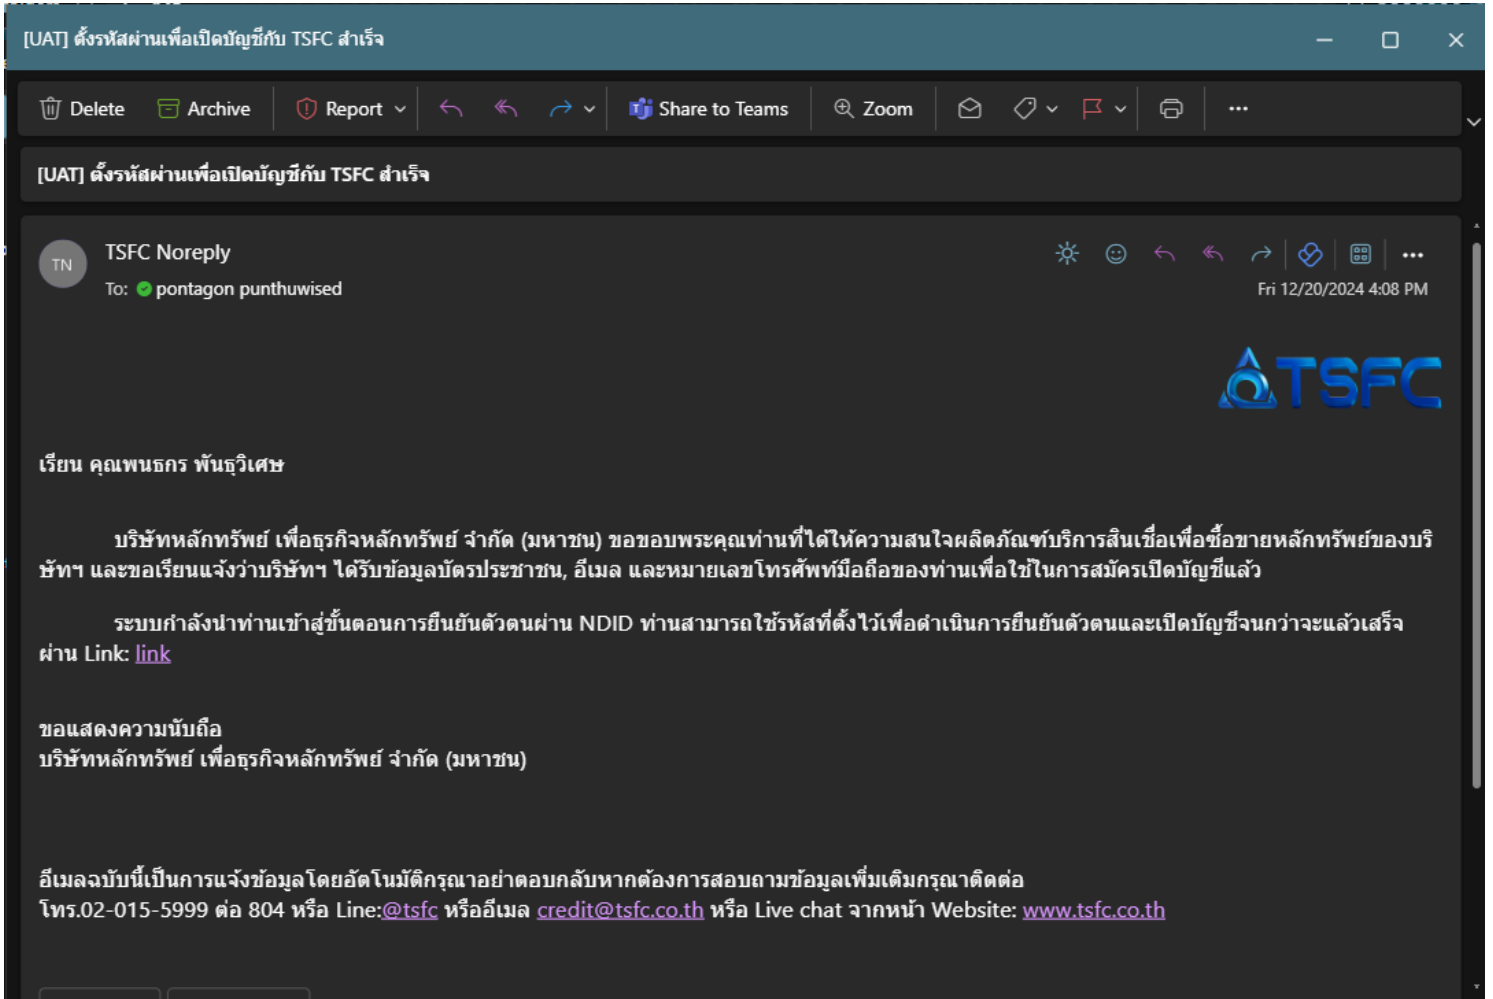 [UAT] ตั้งรหัสผ่านเพื่อเปิดบัญชีกับ TSFC สำเร็จ
Delete Archive Report Share to Teams Zoom
[UAT] ตั้งรหัสผ่านเพื่อเปิดบัญชีกับ TSFC สำเร็จ
TN
TSFC Noreply
To: pontagon punthuwised
Fri 12/20/2024 4:08 PM
TSFC
เรียน คุณพนธกร พันธุวิเศษ
บริษัทหลักทรัพย์ เพื่อธุรกิจหลักทรัพย์ จำกัด (มหาชน) ขอขอบพระคุณท่านที่ได้ให้ความสนใจผลิตภัณฑ์บริการสินเชื่อเพื่อซื้อขายหลักทรัพย์ของบริ
ษัทฯ และขอเรียนแจ้งว่าบริษัทฯ ได้รับข้อมูลบัตรประชาชน, อีเมล และหมายเลขโทรศัพท์มือถือของท่านเพื่อใช้ในการสมัครเปิดบัญชีแล้ว
ระบบกำลังนำท่านเข้าสู่ขั้นตอนการยืนยันตัวตนผ่าน NDID ท่านสามารถใช้รหัสที่ตั้งไว้เพื่อดำเนินการยืนยันตัวตนและเปิดบัญชีจนกว่าจะแล้วเสร็จ
ผ่าน Link: link
ขอแสดงความนับถือ
บริษัทหลักทรัพย์ เพื่อธุรกิจหลักทรัพย์ จำกัด (มหาชน)
อีเมลฉบับนี้เป็นการแจ้งข้อมูลโดยอัตโนมัติกรุณาอย่าตอบกลับหากต้องการสอบถามข้อมูลเพิ่มเติมกรุณาติดต่อ
โทร.02-015-5999 ต่อ 804 หรือ Line:@tsfc หรืออีเมล credit@tsfc.co.th หรือ Live chat จากหน้า Website: www.tsfc.co.th